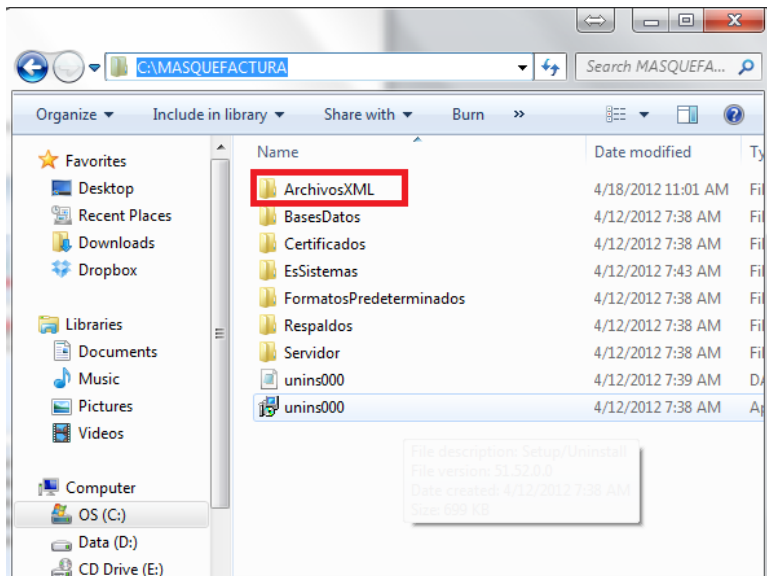 C:\MASQUEFACTURA
Search MASQUEFA...
Organize Include in library Share with Burn »
Name Date modified Ty
Favorites
Desktop
Recent Places
Downloads
Dropbox
Libraries
Documents
Music
Pictures
Videos
Computer
OS (C:)
Data (D:)
CD Drive (E:)
ArchivosXML 4/18/2012 11:01 AM Fil
BasesDatos 4/12/2012 7:38 AM Fil
Certificados 4/12/2012 7:38 AM Fil
EsSistemas 4/12/2012 7:43 AM Fil
FormatosPredeterminados 4/12/2012 7:38 AM Fil
Respaldos 4/12/2012 7:38 AM Fil
Servidor 4/12/2012 7:38 AM Fil
unins000 4/12/2012 7:39 AM DA
unins000 4/12/2012 7:38 AM Ap
File description: Setup/Uninstall
File version: 51.52.0.0
Date created: 4/12/2012 7:38 AM
Size: 699 KB